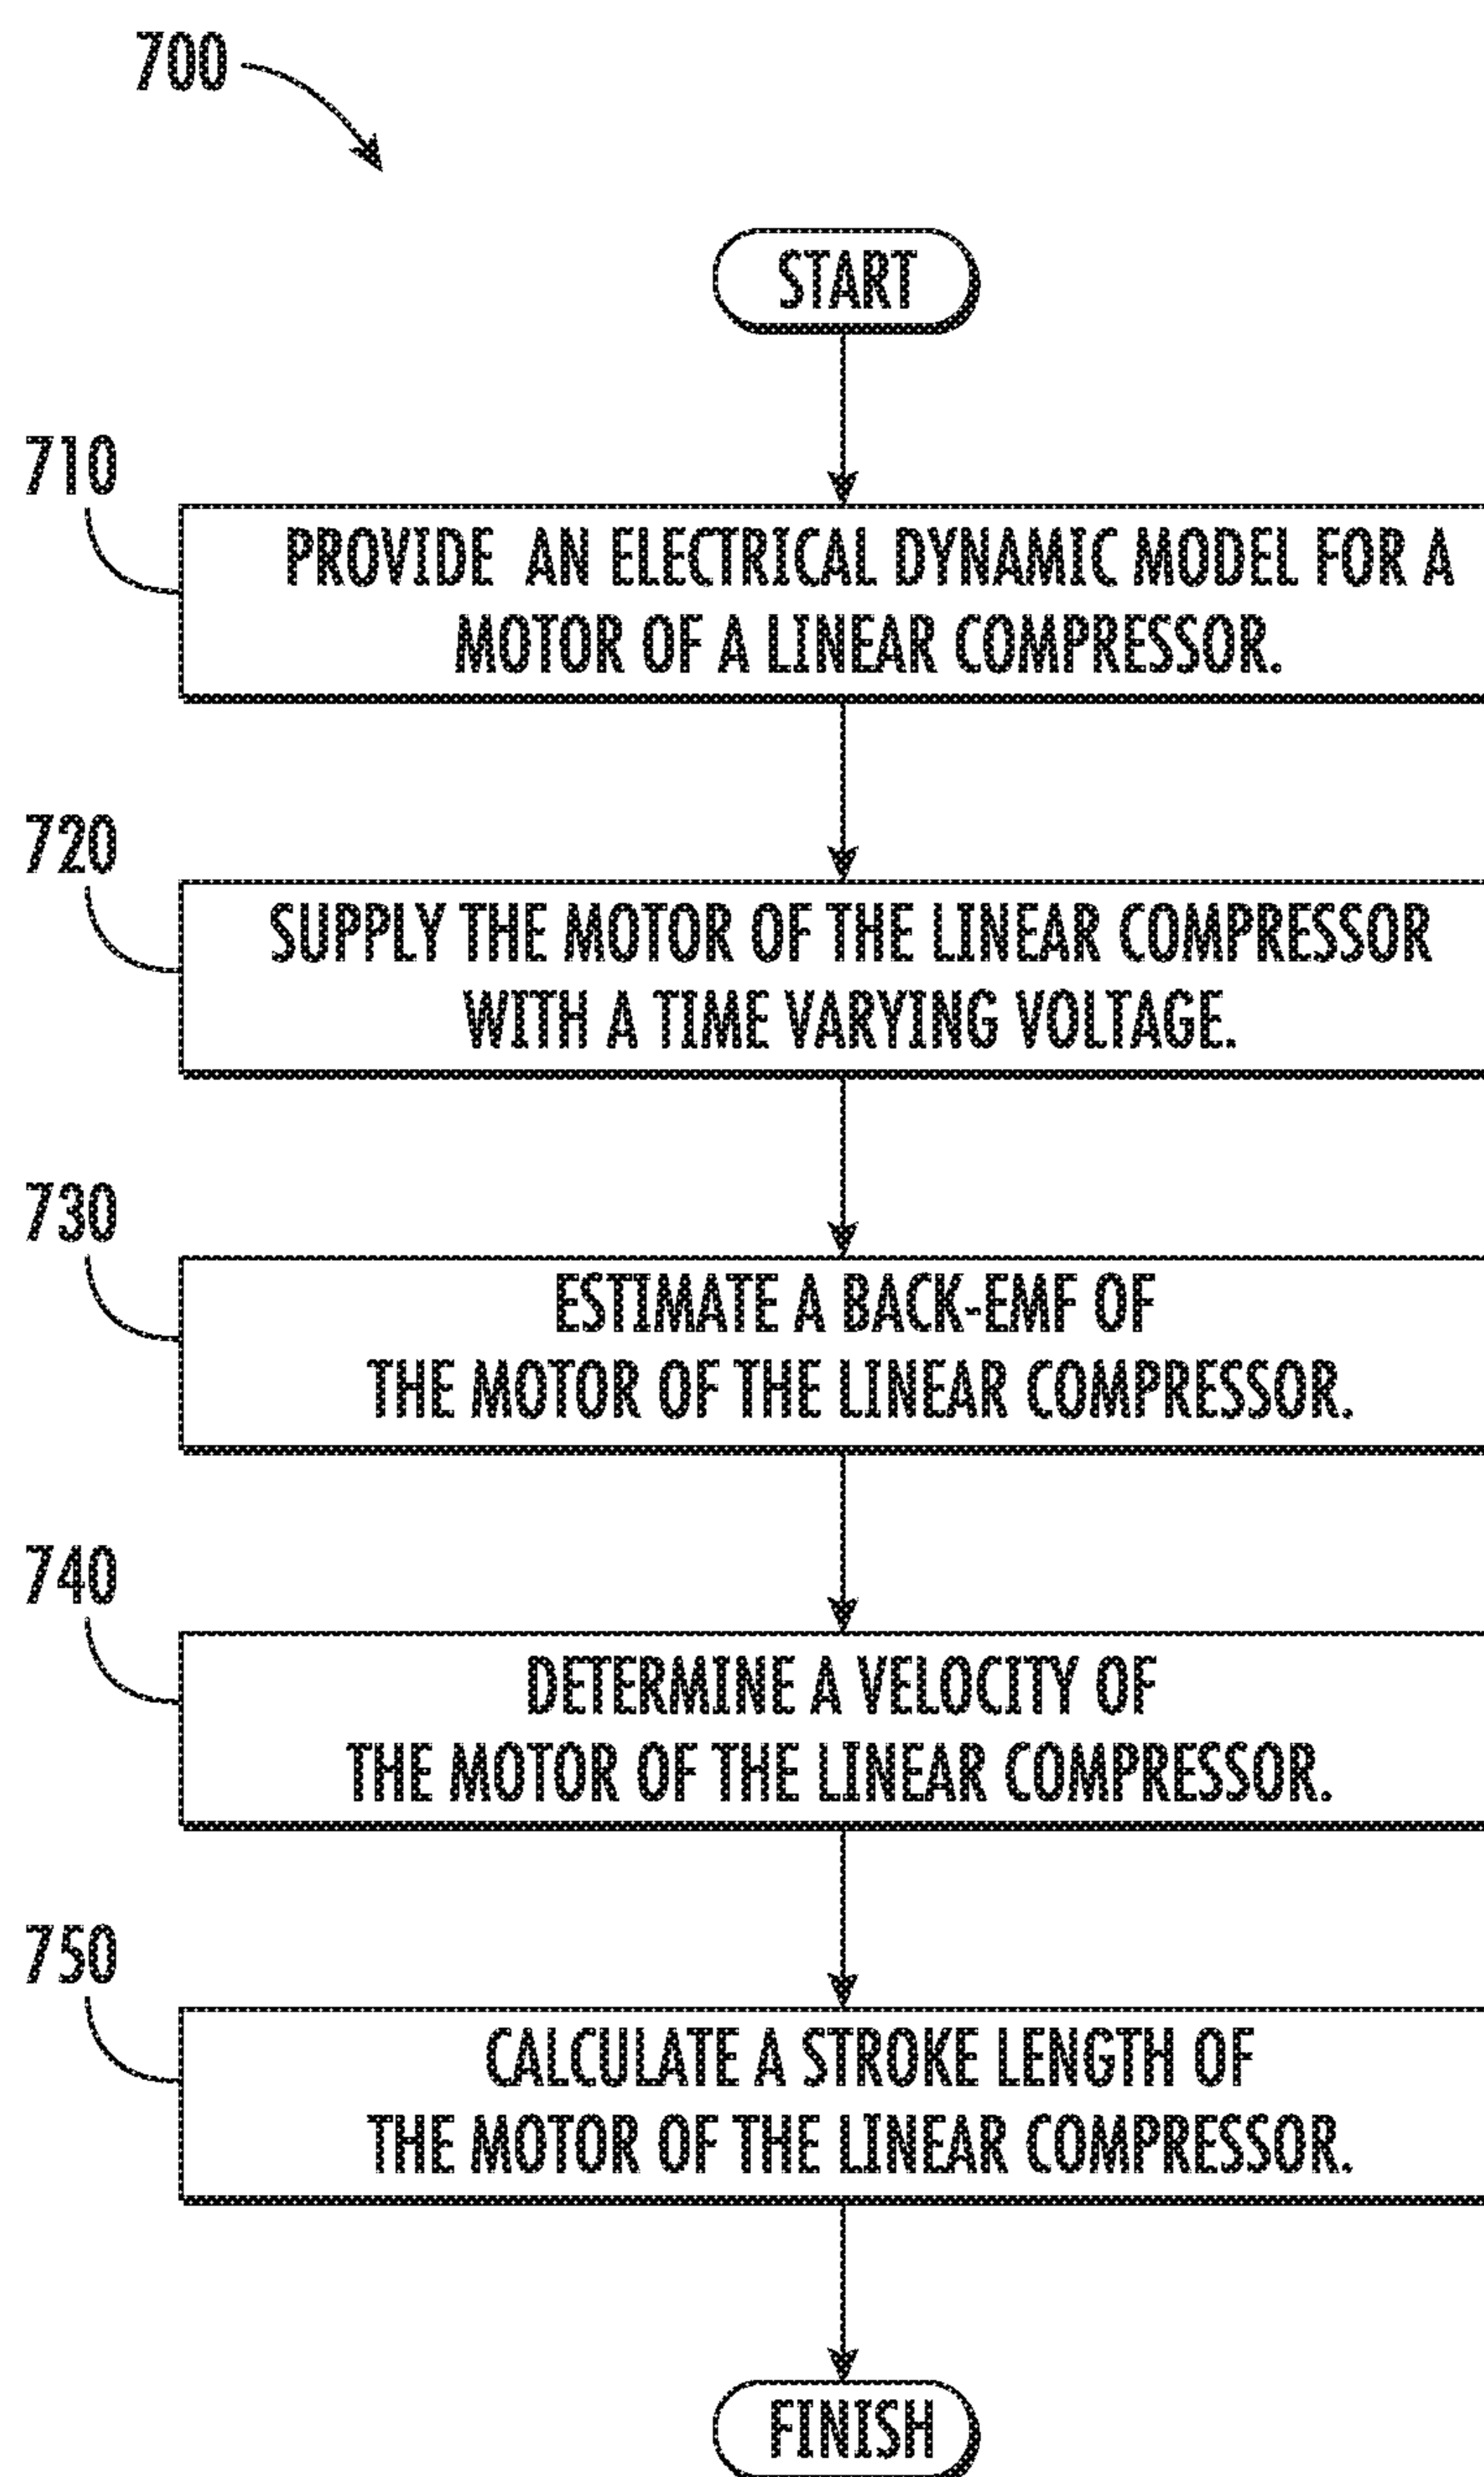 700
START
710
PROVIDE AN ELECTRICAL DYNAMIC MODEL FOR A
MOTOR OF A LINEAR COMPRESSOR.
720
SUPPLY THE MOTOR OF THE LINEAR COMPRESSOR
WITH A TIME VARYING VOLTAGE.
730
ESTIMATE A BACK-EMF OF
THE MOTOR OF THE LINEAR COMPRESSOR.
740
DETERMINE A VELOCITY OF
THE MOTOR OF THE LINEAR COMPRESSOR.
750
CALCULATE A STROKE LENGTH OF
THE MOTOR OF THE LINEAR COMPRESSOR.
FINISH